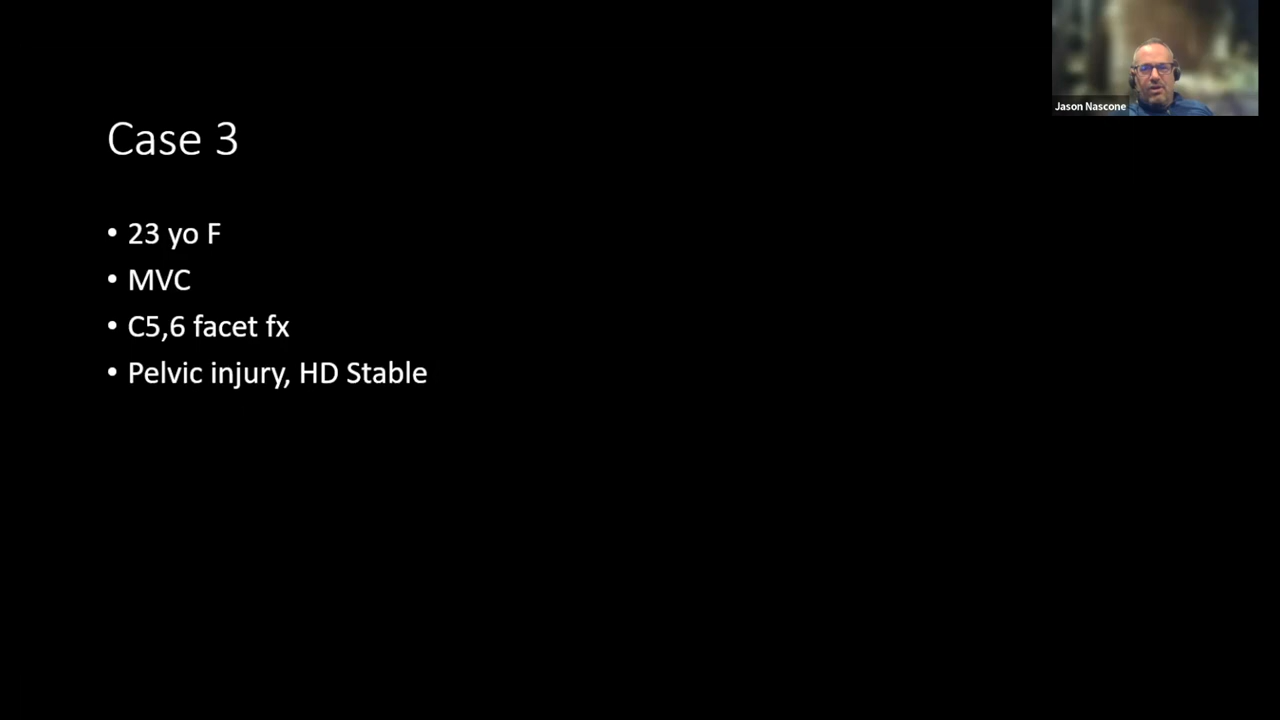 Jason Nascone
Case 3
• 23 yo F
• MVC
• C5,6 facet fx
• Pelvic injury, HD Stable